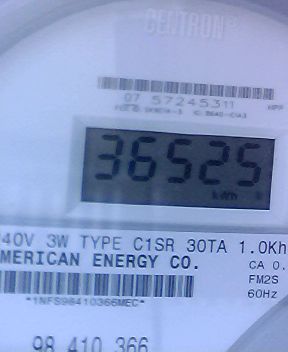 CENTRON®
07 57245311
36525
kWh
40V 3W TYPE C1SR 30TA 1.0Kh
MERICAN ENERGY CO.
CA 0.
FM2S
*1NFS98410366MEC*
60Hz
98 410 366